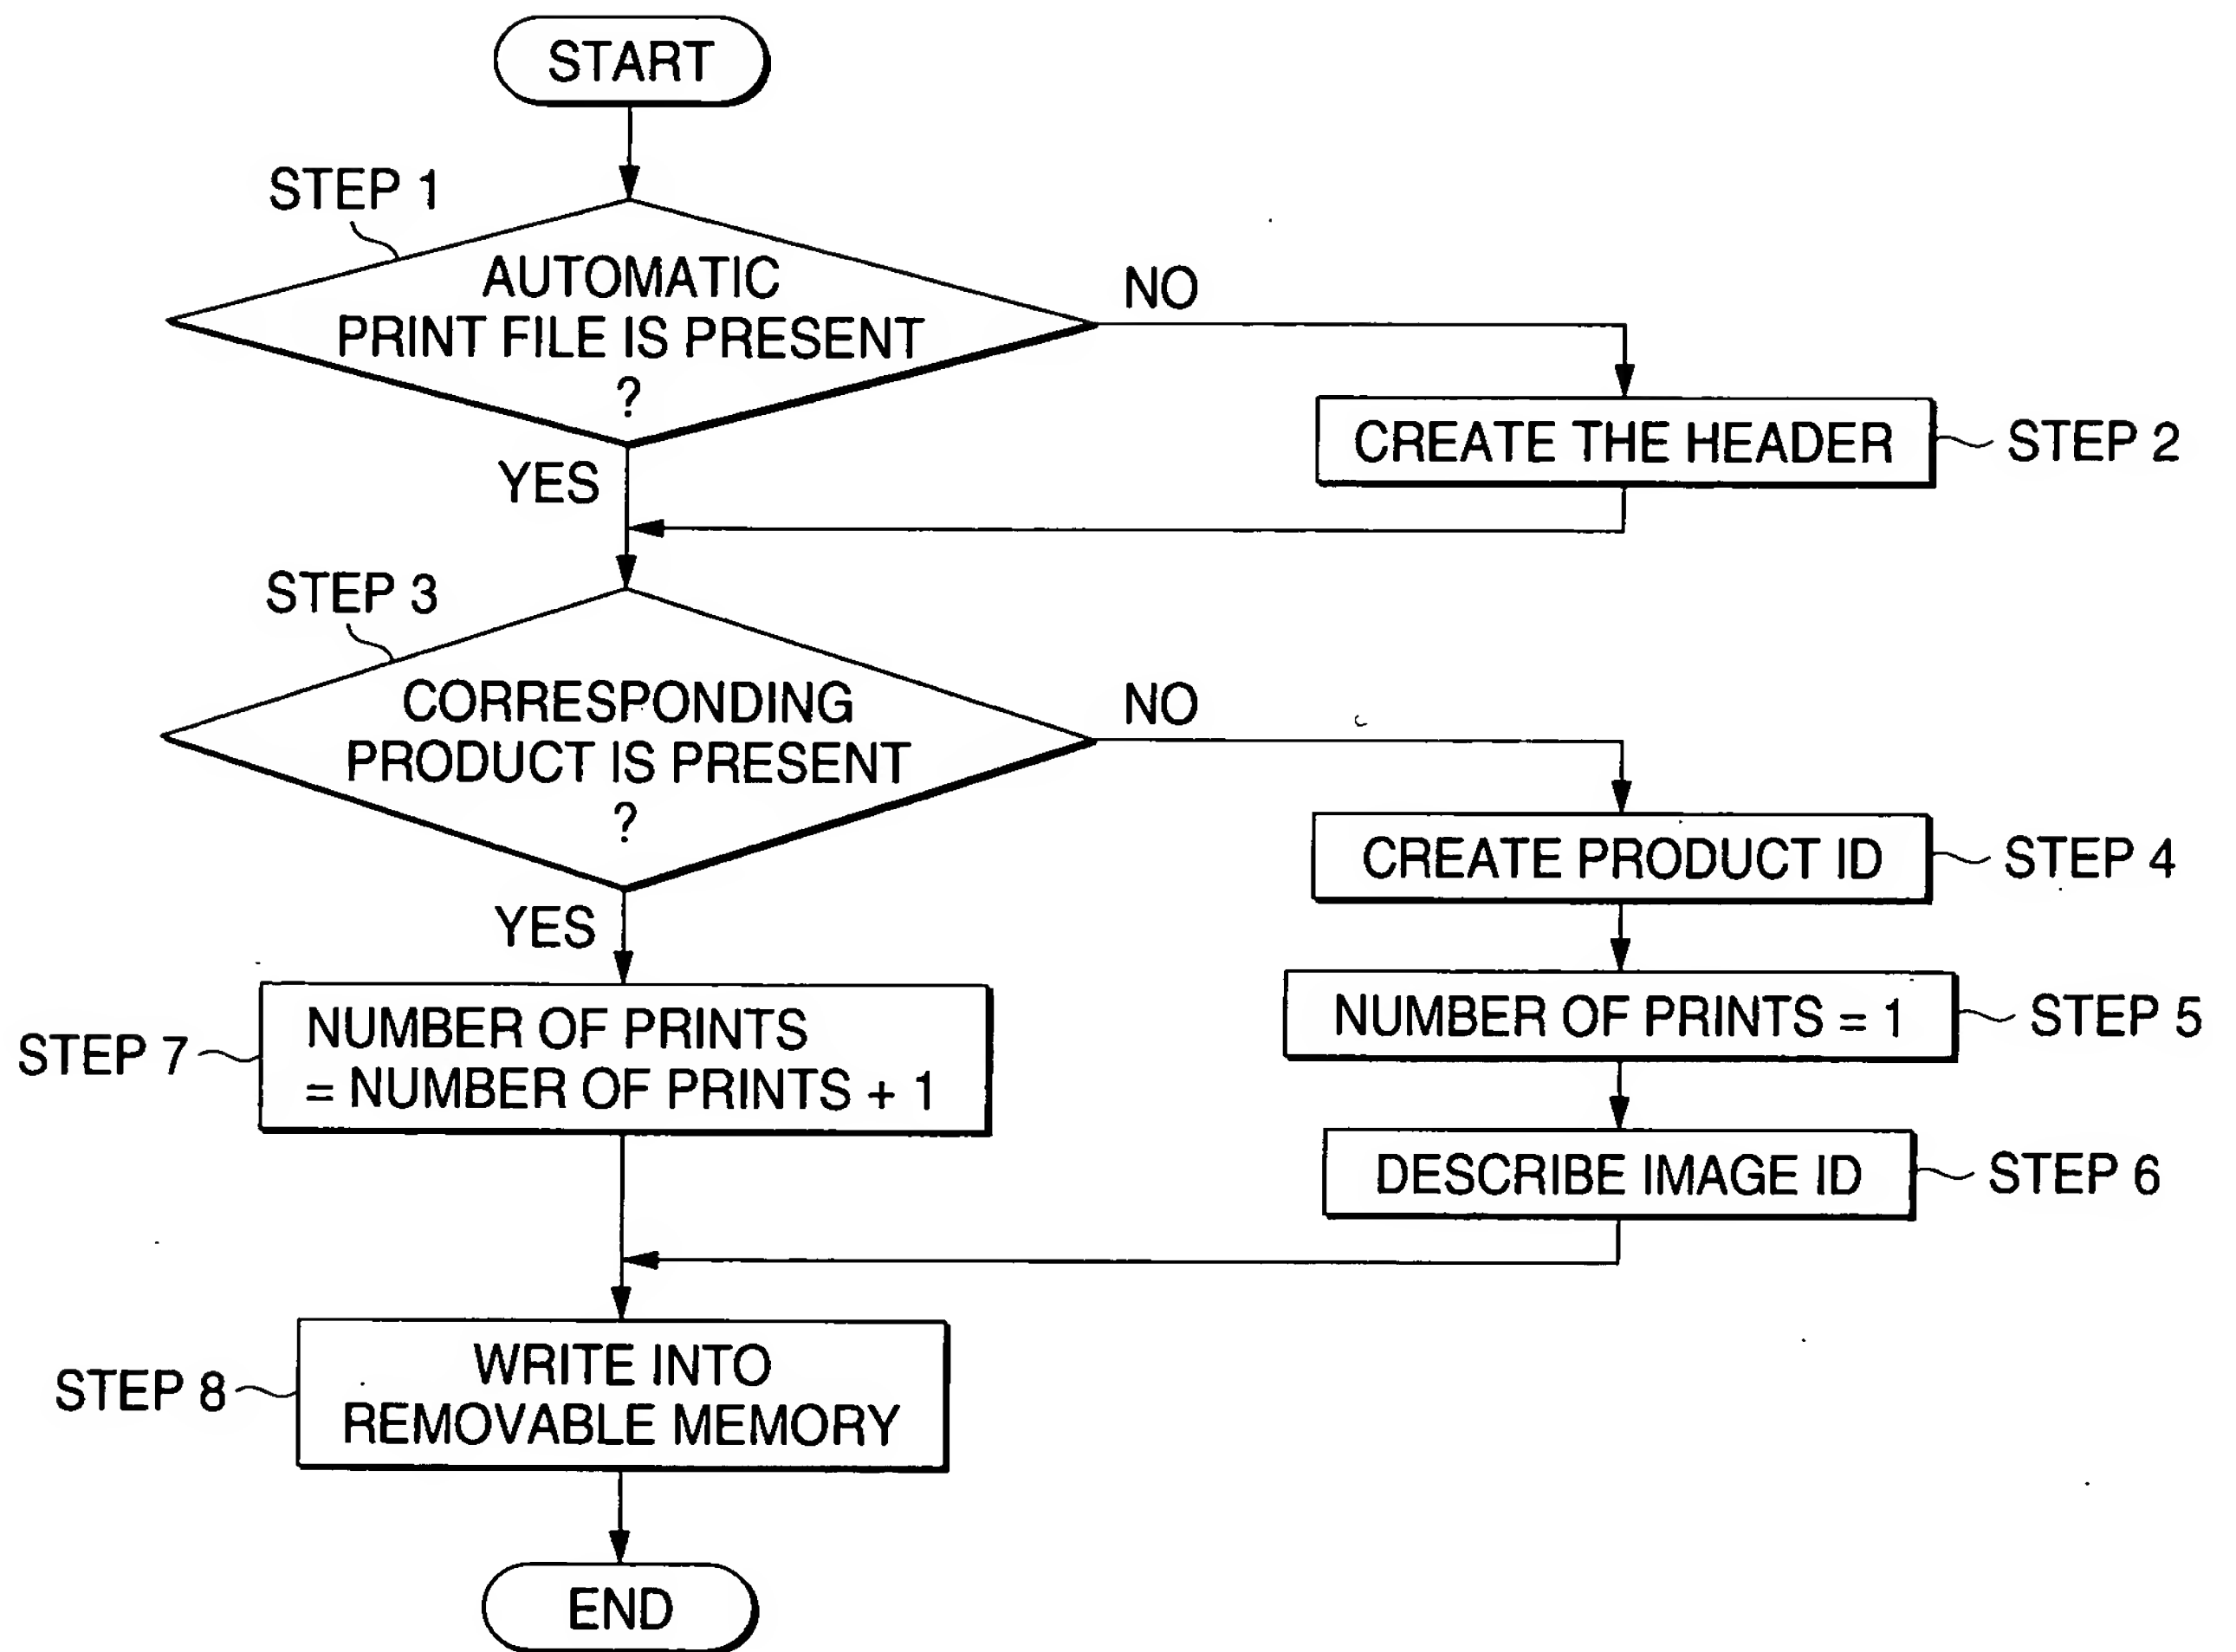 START
STEP 1
AUTOMATIC
PRINT FILE IS PRESENT
?
NO
YES
CREATE THE HEADER
STEP 2
STEP 3
CORRESPONDING
PRODUCT IS PRESENT
?
NO
YES
CREATE PRODUCT ID
STEP 4
NUMBER OF PRINTS = 1
STEP 5
DESCRIBE IMAGE ID
STEP 6
STEP 7
NUMBER OF PRINTS
= NUMBER OF PRINTS + 1
STEP 8
WRITE INTO
REMOVABLE MEMORY
END